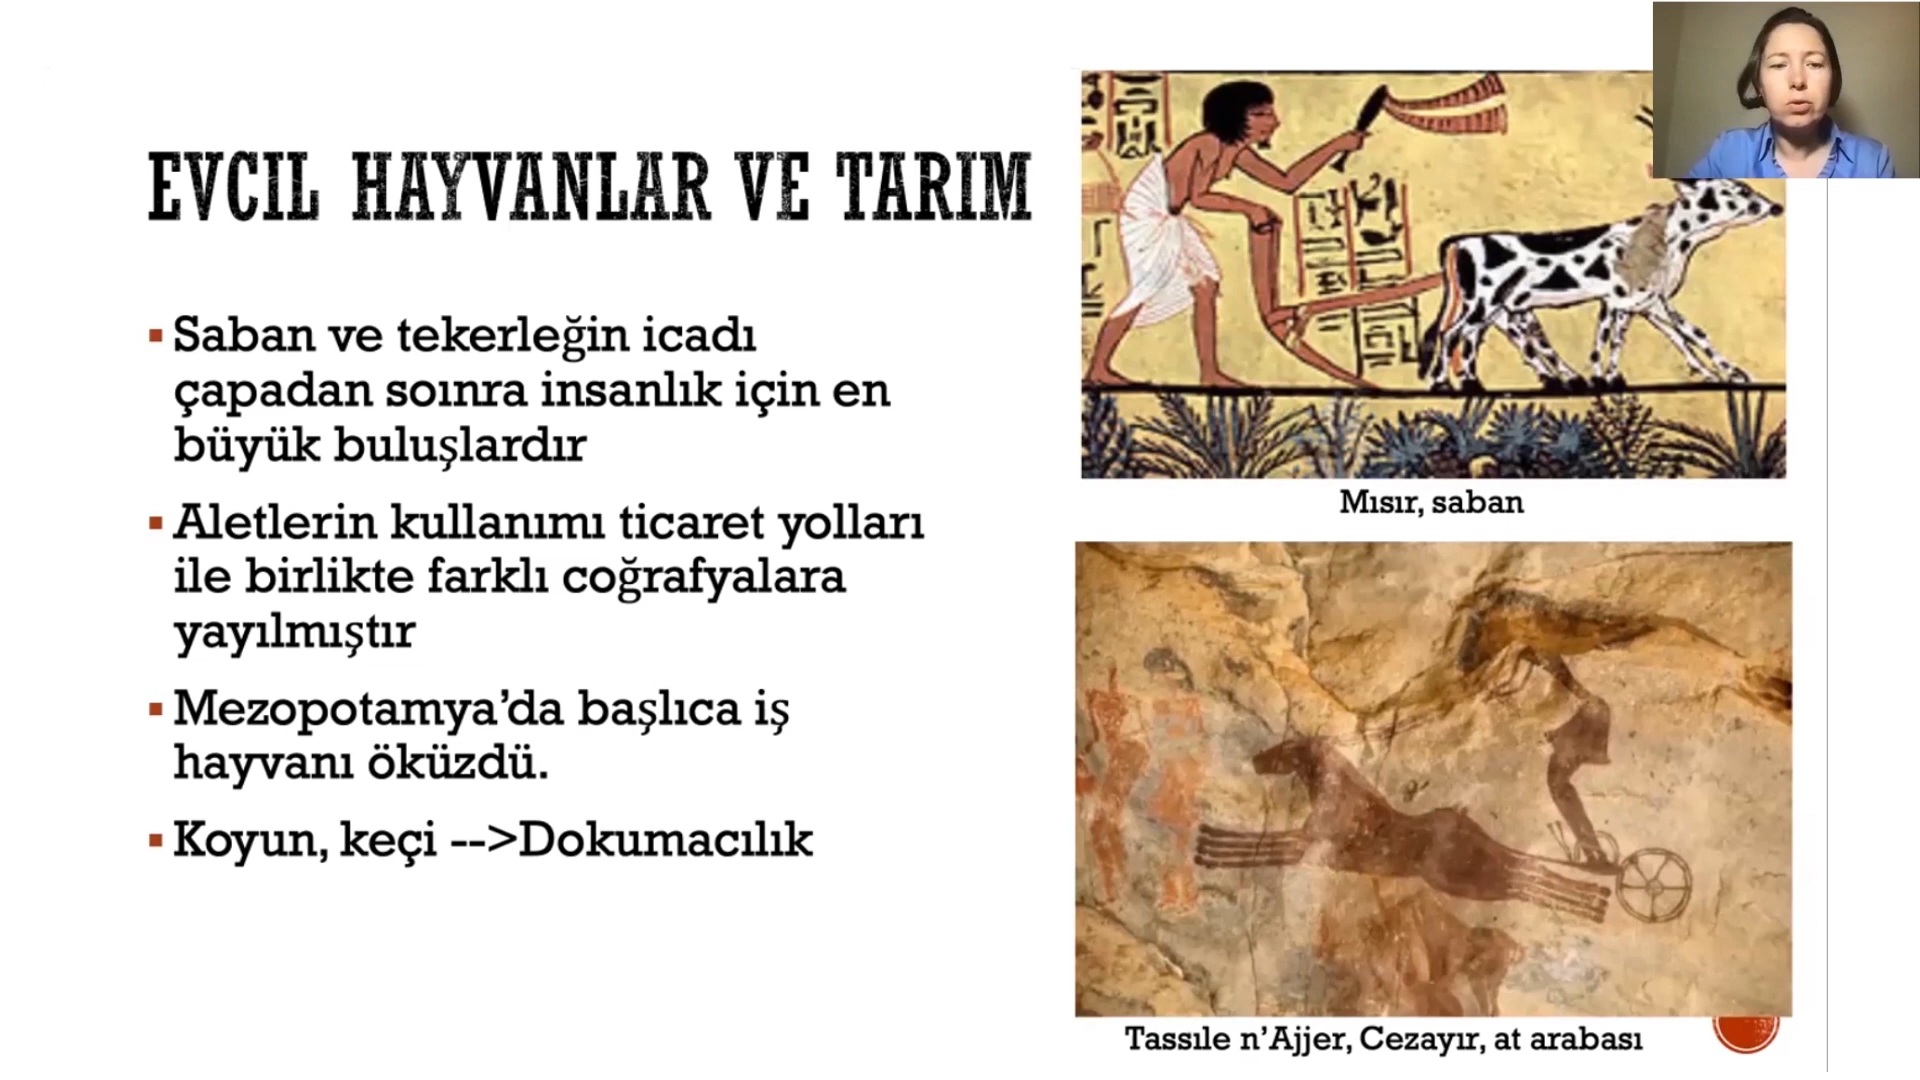 EVCIL HAYVANLAR VE TARIM
Saban ve tekerleğin icadı
çapadan soınra insanlık için en
büyük buluşlardır
Aletlerin kullanımı ticaret yolları
ile birlikte farklı coğrafyalara
yayılmıştır
Mezopotamya’da başlıca iş
hayvanı öküzdü.
Koyun, keçi -->Dokumacılık
Mısır, saban
Tassıle n’Ajjer, Cezayır, at arabası